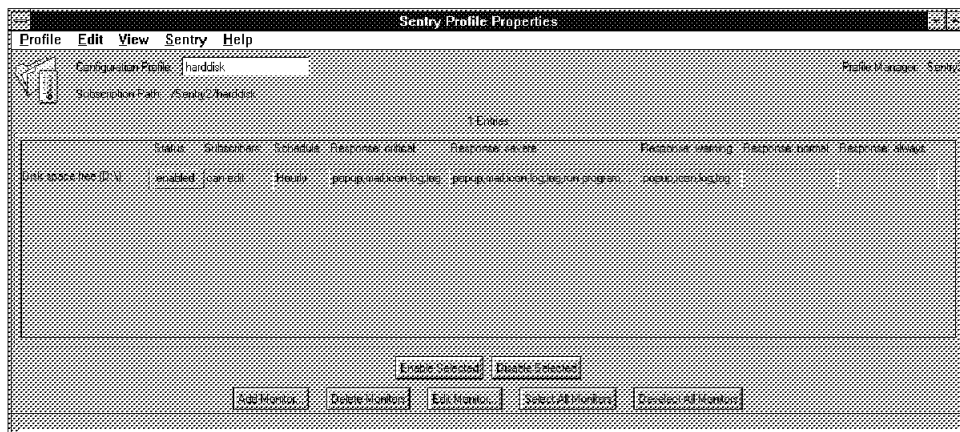 Sentry Profile Properties
Profile Edit View Sentry Help
Configuration Profile: harddisk Profile Manager: Sentry
Subscription Path: /Sentry2/harddisk
1 Entries
Status Subscribers Schedule Response: critical Response: severe Response: warning Response: normal Response: always
Disk space free (D:\) enabled can edit Hourly popup,mail,icon,log,log popup,mail,icon,log,log,run program popup,icon,log,log
Enable Selected Disable Selected
Add Monitor... Delete Monitors Edit Monitor... Select All Monitors Deselect All Monitors